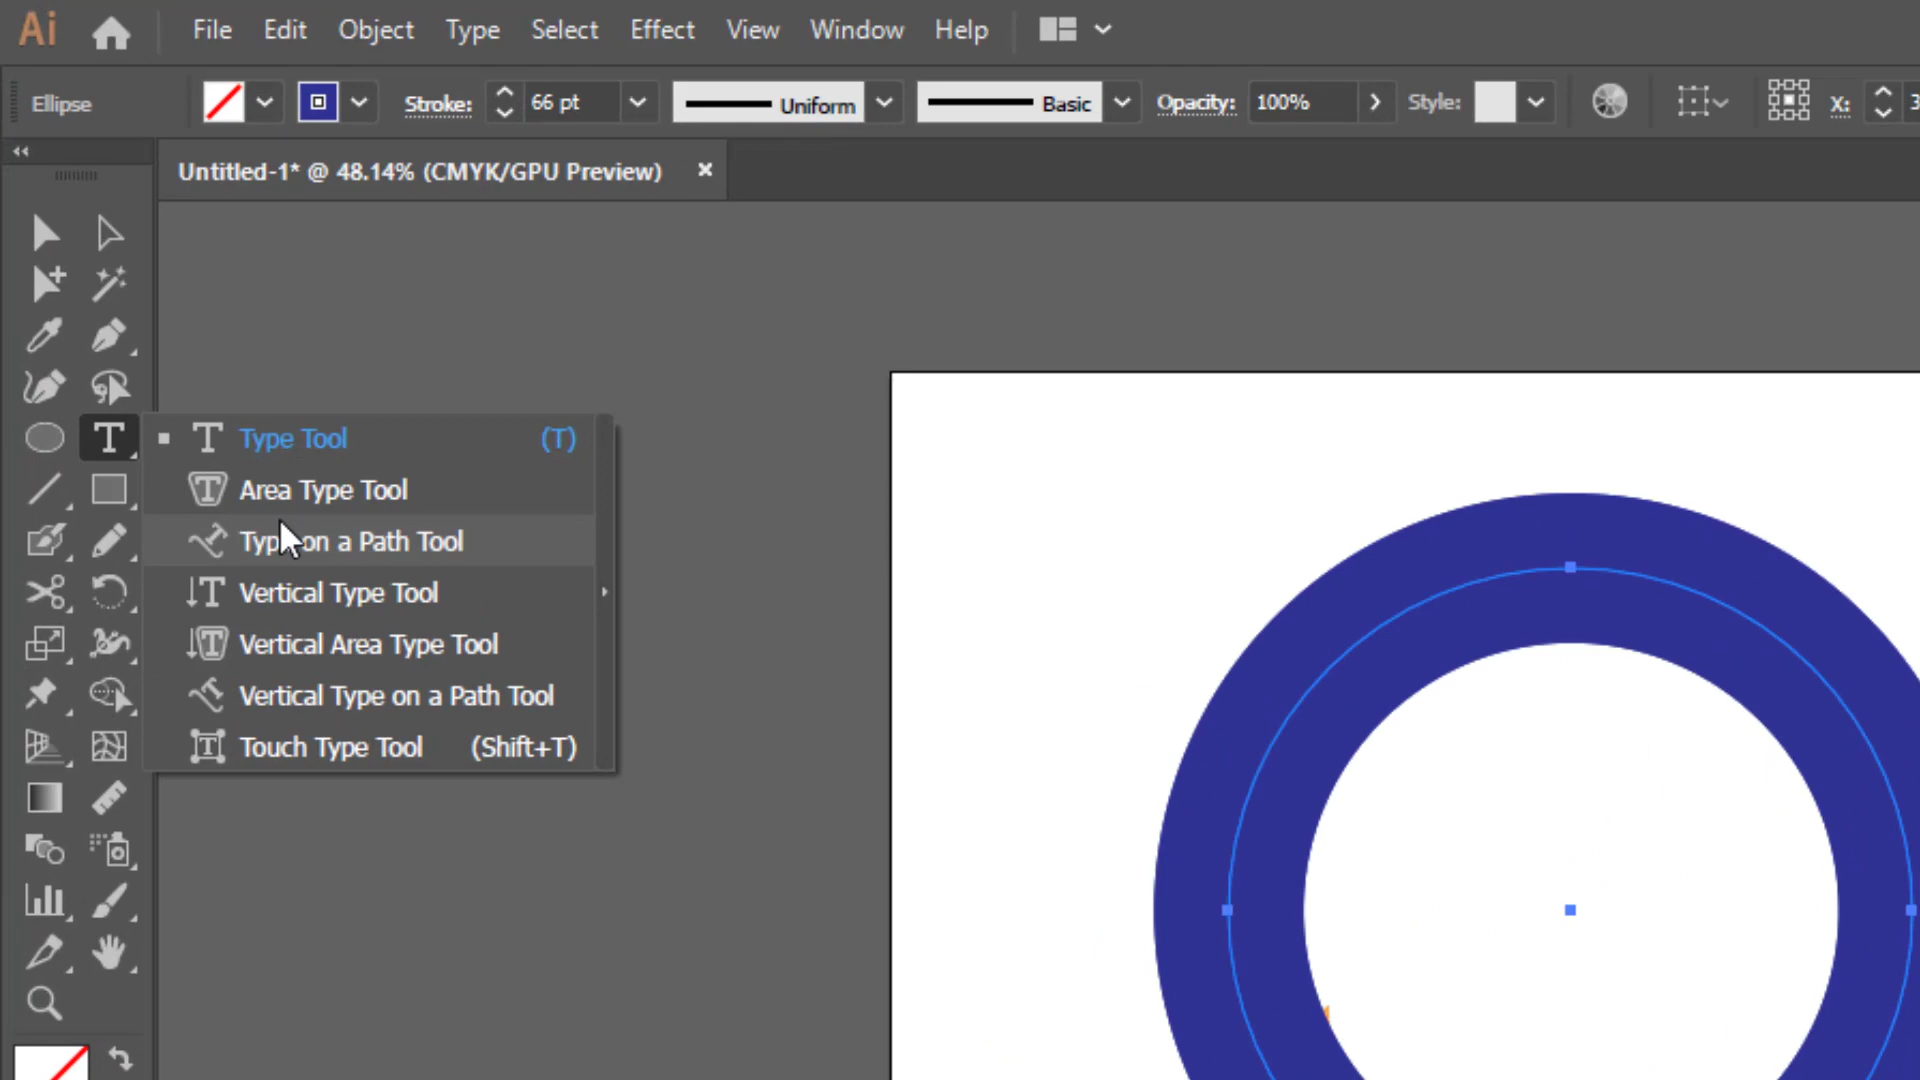 Ai File Edit Object Type Select Effect View Window Help
Ellipse Stroke: 66 pt Uniform Basic Opacity: 100% Style: X: 3
Untitled-1* @ 48.14% (CMYK/GPU Preview) ×
T Type Tool (T)
Area Type Tool
Type on a Path Tool
Vertical Type Tool
Vertical Area Type Tool
Vertical Type on a Path Tool
Touch Type Tool (Shift+T)